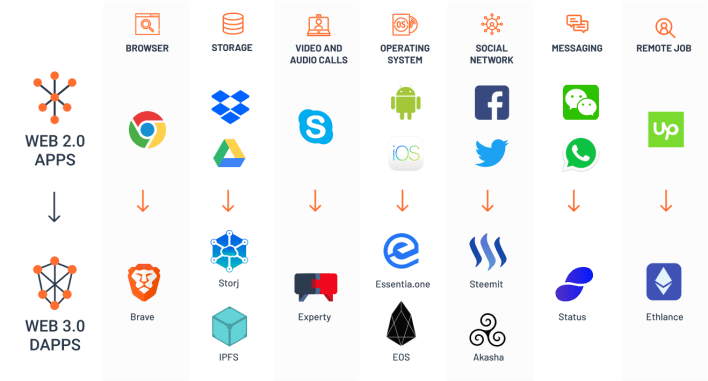 BROWSER
STORAGE
VIDEO AND
AUDIO CALLS
OS
OPERATING
SYSTEM
SOCIAL
NETWORK
MESSAGING
REMOTE JOB
WEB 2.0
APPS
iOS
Up
WEB 3.0
DAPPS
Brave
Storj
IPFS
Experty
Essentia.one
EOS
Steemit
Akasha
Status
Ethlance